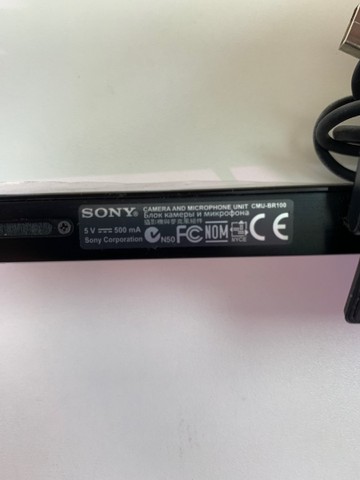 SONY CAMERA AND MICROPHONE UNIT CMU-BR100
Блок камеры и микрофона
5 V 500 mA
Sony Corporation N50 FC NOM NYCE CE